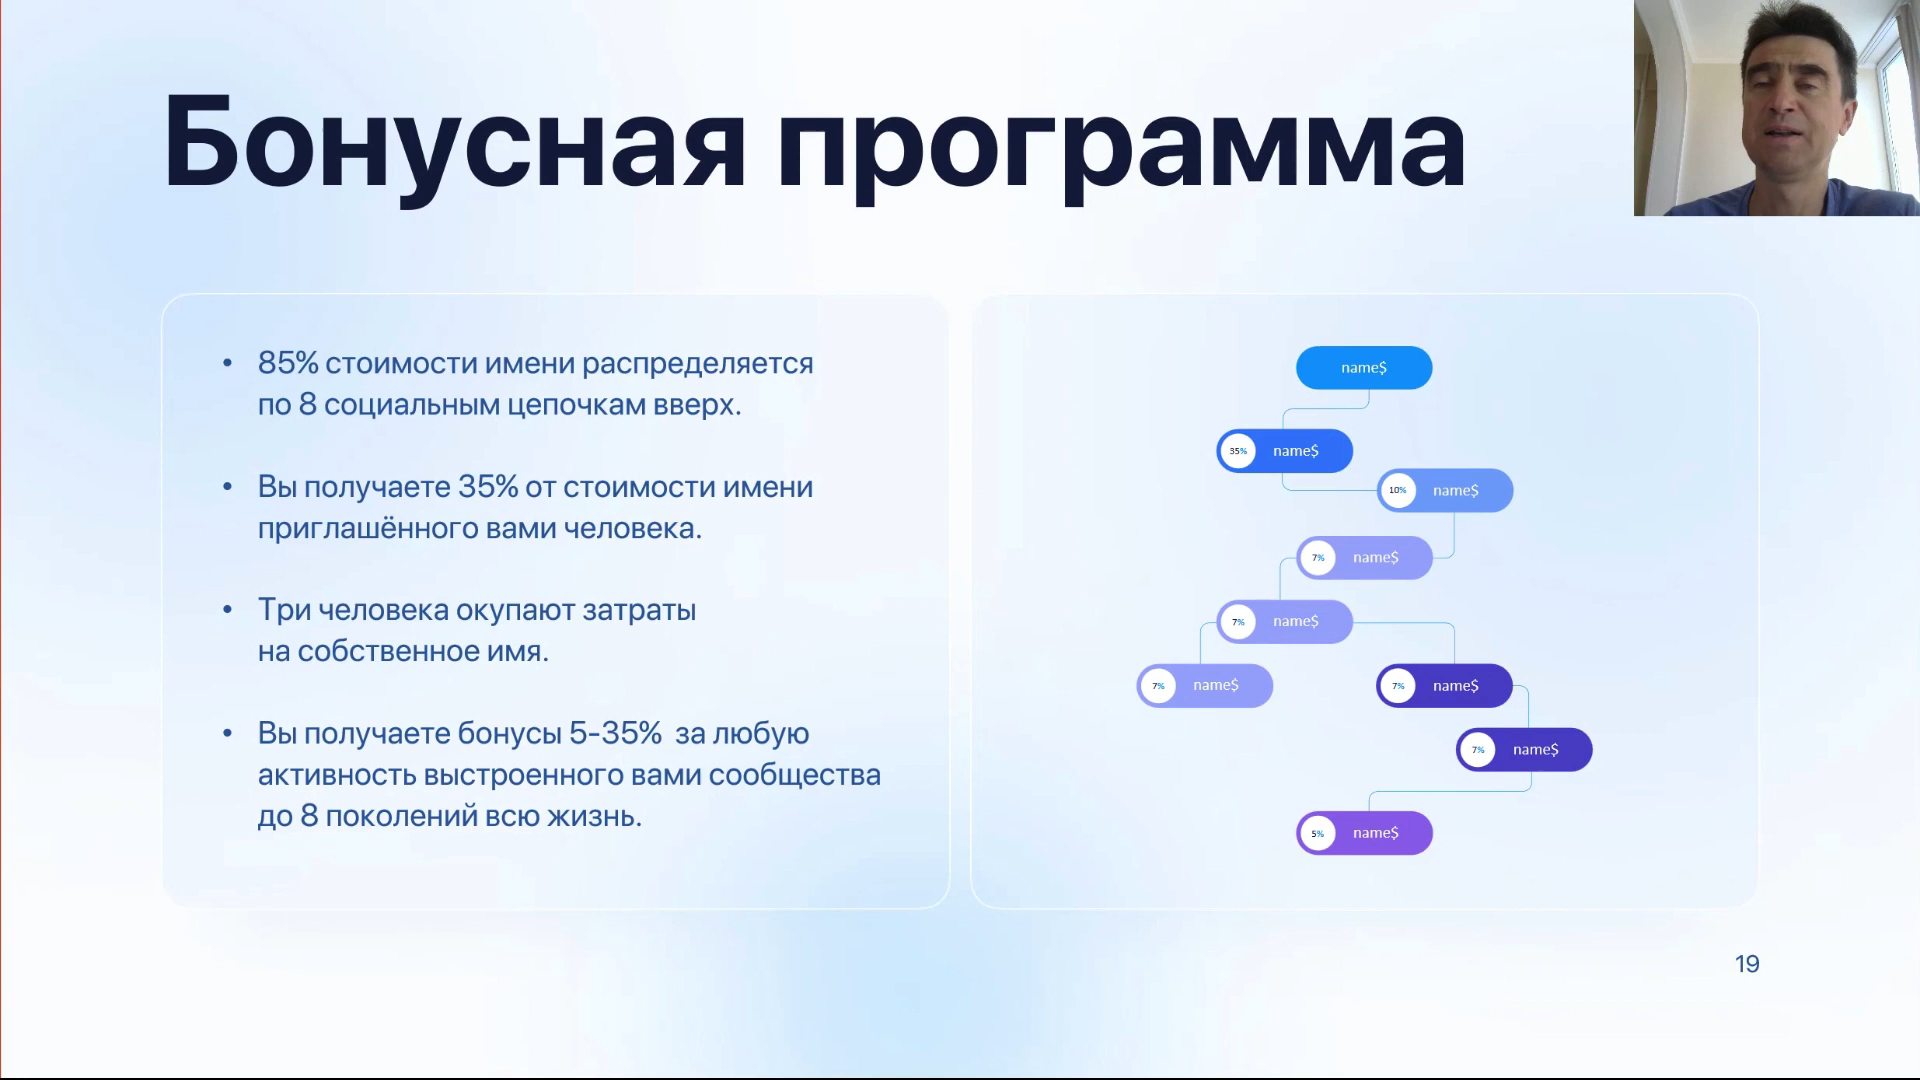 Бонусная программа
• 85% стоимости имени распределяется
по 8 социальным цепочкам вверх.
• Вы получаете 35% от стоимости имени
приглашённого вами человека.
• Три человека окупают затраты
на собственное имя.
• Вы получаете бонусы 5-35%  за любую
активность выстроенного вами сообщества
до 8 поколений всю жизнь.
name$
35% name$
10% name$
7% name$
7% name$
7% name$
7% name$
7% name$
5% name$
19